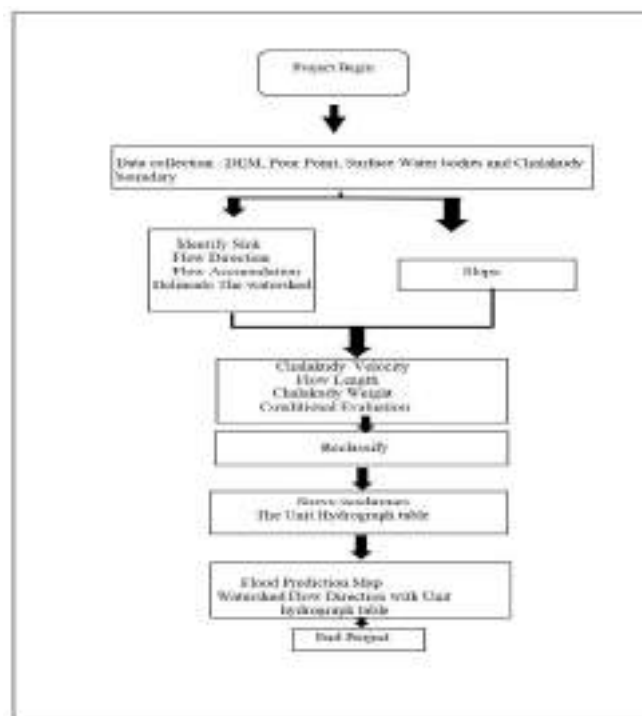 Project Begin
Data collection - DEM, Pour Point, Surface Water bodies and Chalakudy
boundary
Identify Sink
Flow Direction
Flow Accumulation
Delineate The watershed
Slope
Chalakudy Velocity
Flow Length
Chalakudy Weight
Conditional Evaluation
Reclassify
The Unit Hydrograph table
Flood Prediction Map
Watershed Flow Direction with Unit
hydrograph table
End Project